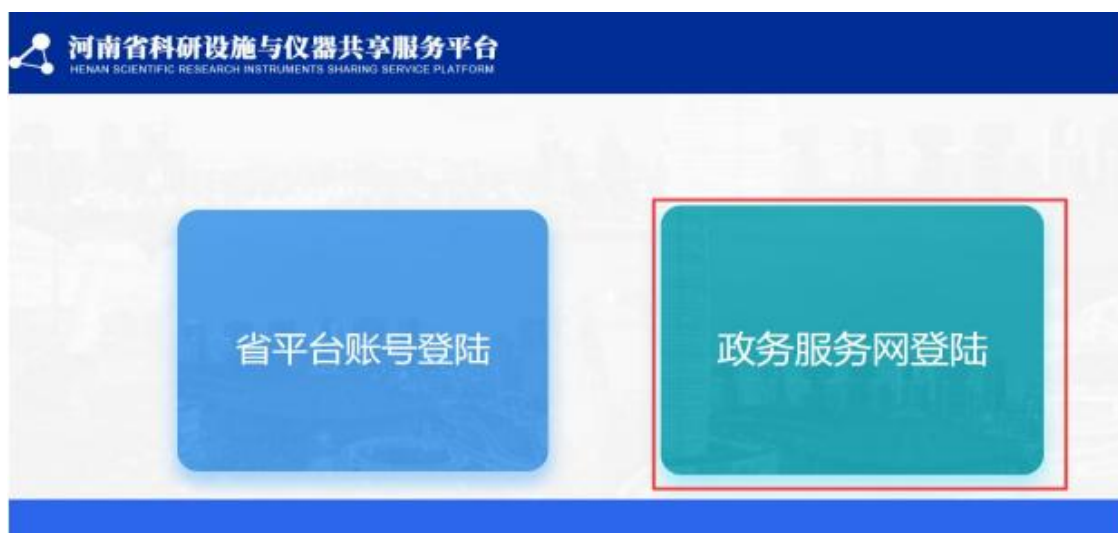 河南省科研设施与仪器共享服务平台
HENAN SCIENTIFIC RESEARCH INSTRUMENTS SHARING SERVICE PLATFORM
省平台账号登陆
政务服务网登陆